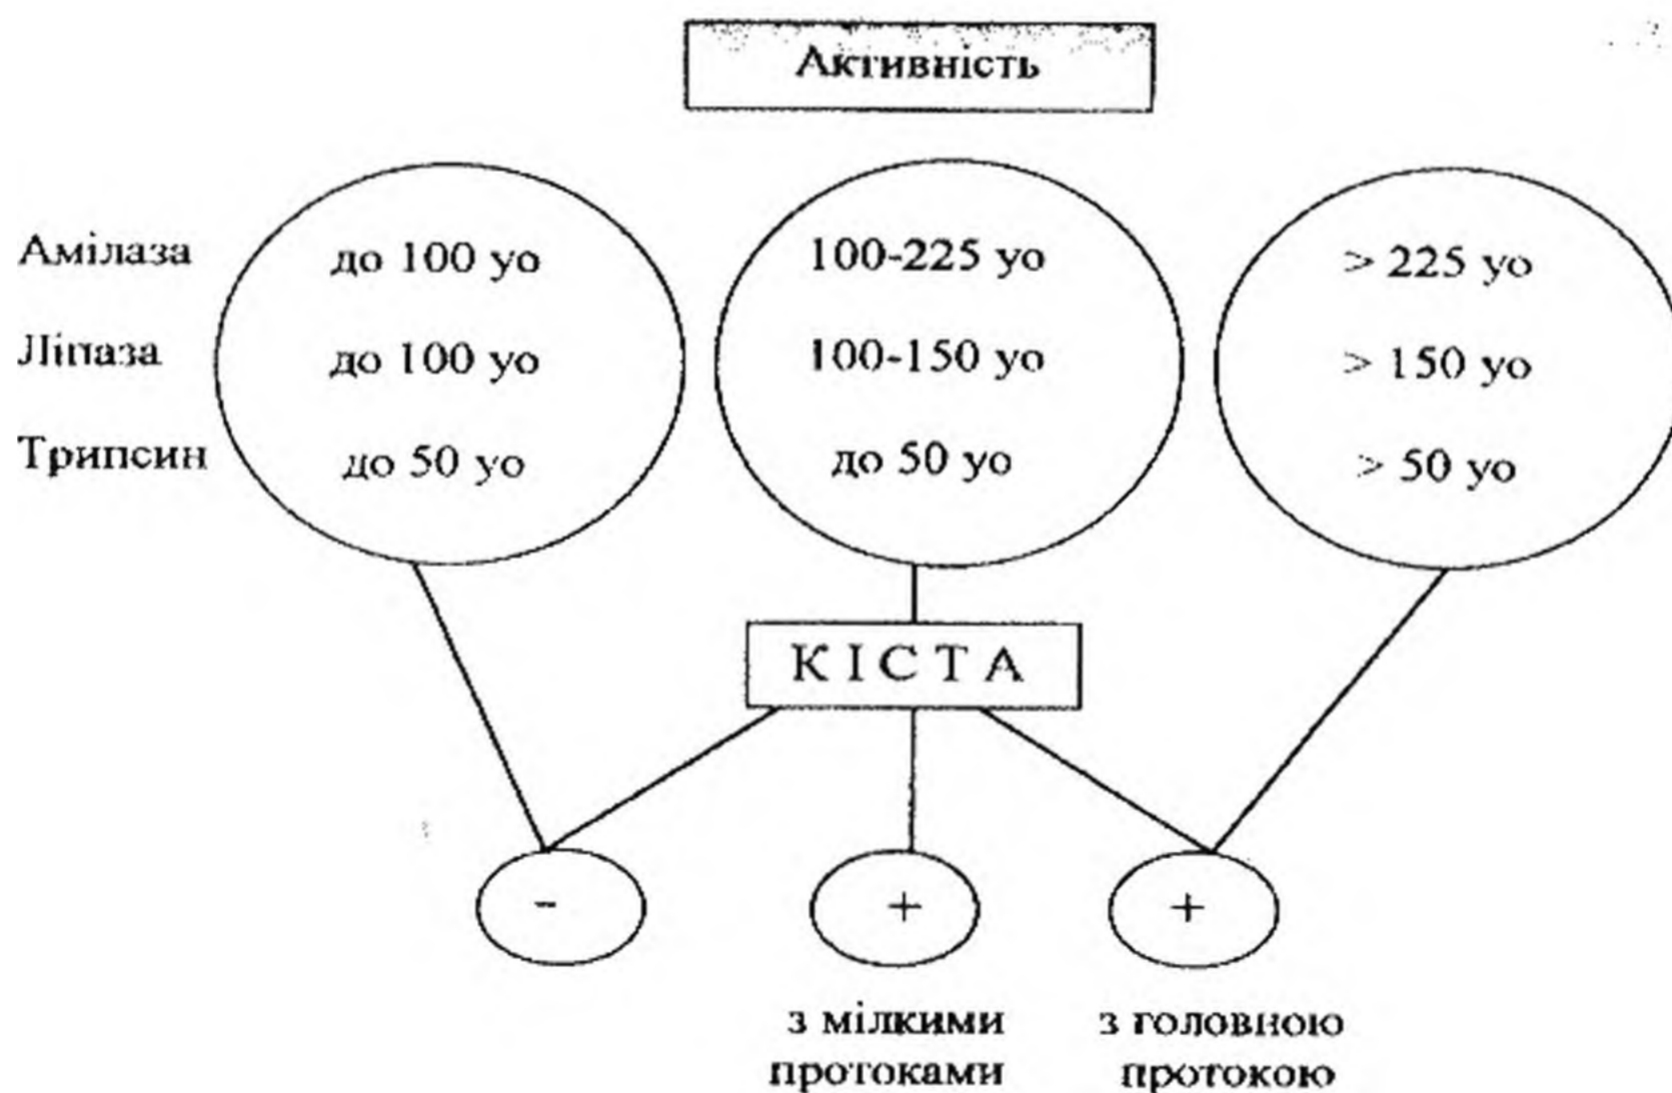 Активність
Амілаза до 100 уо 100-225 уо > 225 уо
Ліпаза до 100 уо 100-150 уо > 150 уо
Трипсин до 50 уо до 50 уо > 50 уо
К І С Т А
- + +
з мілкими з головною
протоками протокою